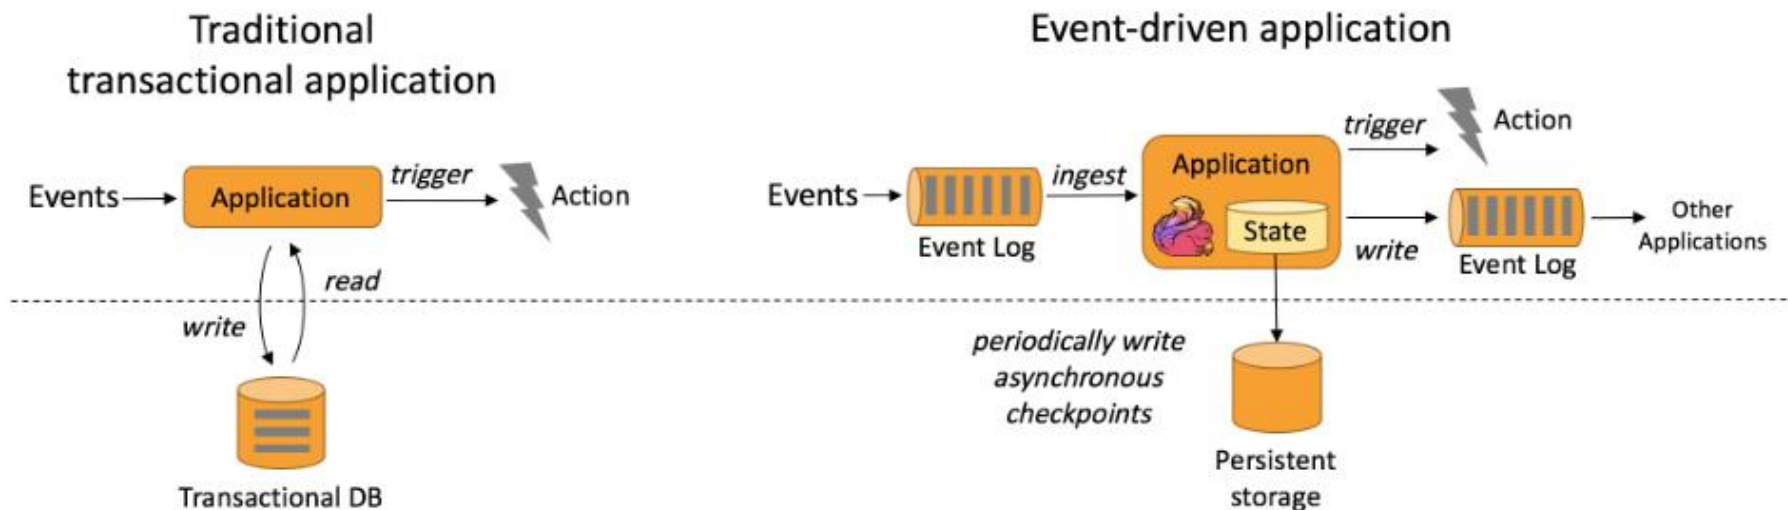 Traditional
transactional application
Events
Application
trigger
Action
read
write
Transactional DB
Event-driven application
Events
Event Log
ingest
Application
State
trigger
Action
write
Event Log
Other
Applications
periodically write
asynchronous
checkpoints
Persistent
storage